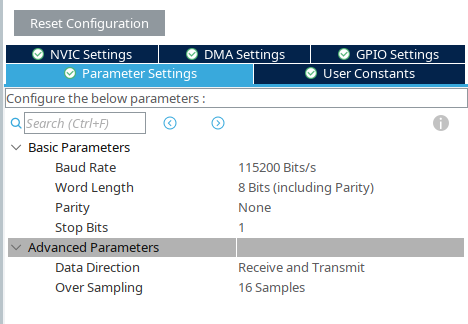 Reset Configuration
NVIC Settings DMA Settings GPIO Settings
Parameter Settings User Constants
Configure the below parameters :
Search (Ctrl+F)
Basic Parameters
Baud Rate 115200 Bits/s
Word Length 8 Bits (including Parity)
Parity None
Stop Bits 1
Advanced Parameters
Data Direction Receive and Transmit
Over Sampling 16 Samples